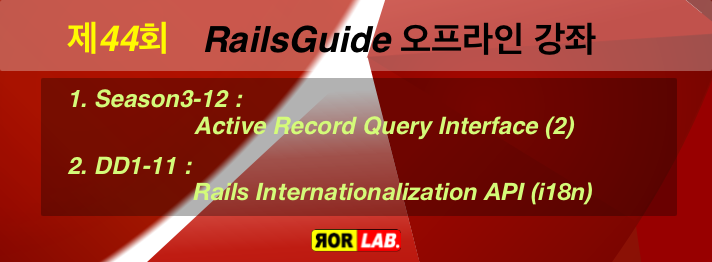 제44회 RailsGuide 오프라인 강좌
1. Season3-12 :
Active Record Query Interface (2)
2. DD1-11 :
Rails Internationalization API (i18n)
ROR LAB.